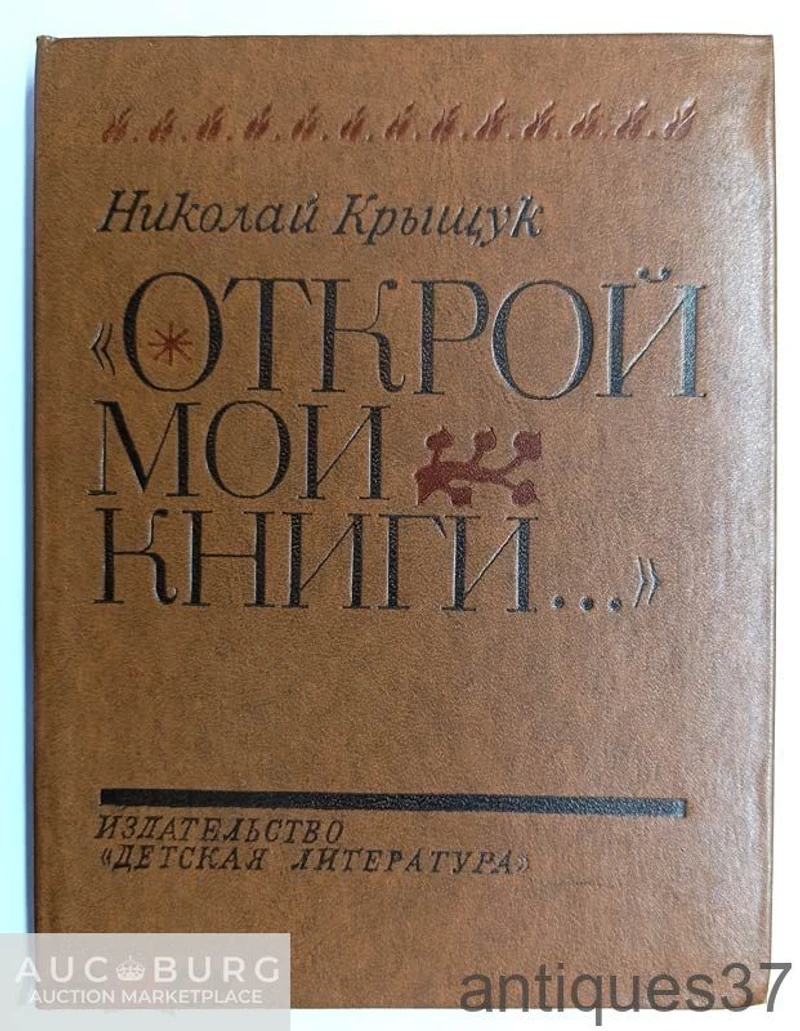 Николай Крыщук
«ОТКРОЙ
МОИ
КНИГИ...»
ИЗДАТЕЛЬСТВО
«ДЕТСКАЯ ЛИТЕРАТУРА»
AUCBURG
AUCTION MARKETPLACE
antiques37